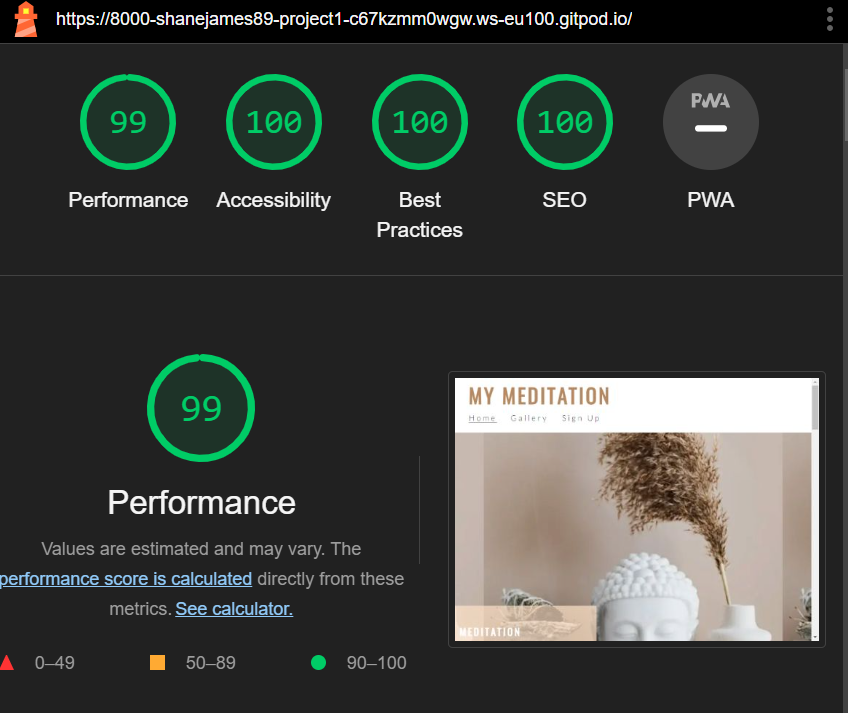 https://8000-shanejames89-project1-c67kzmm0wgw.ws-eu100.gitpod.io/
99
100
100
100
PWA
Performance
Accessibility
Best
Practices
SEO
PWA
99
Performance
Values are estimated and may vary. The
performance score is calculated directly from these
metrics. See calculator.
0–49
50–89
90–100
MY MEDITATION
Home Gallery Sign Up
MEDITATION